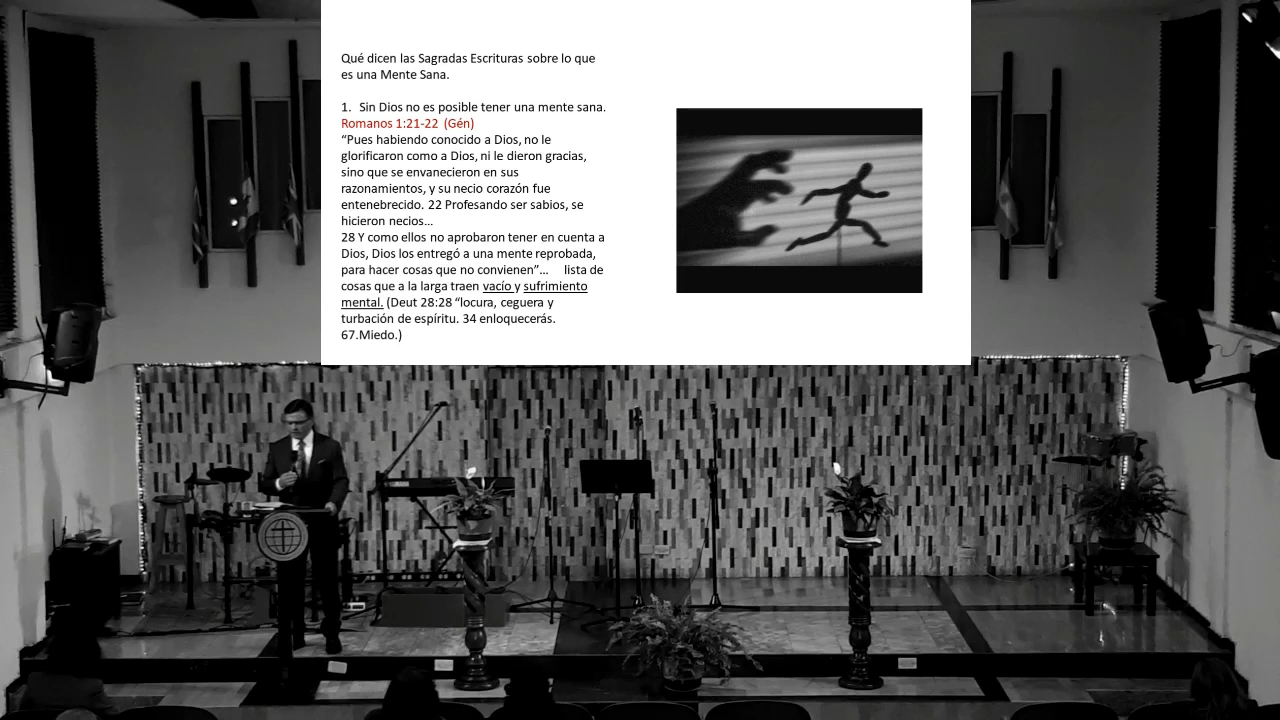 Qué dicen las Sagradas Escrituras sobre lo que
es una Mente Sana.
1. Sin Dios no es posible tener una mente sana.
Romanos 1:21-22 (Gén)
“Pues habiendo conocido a Dios, no le
glorificaron como a Dios, ni le dieron gracias,
sino que se envanecieron en sus
razonamientos, y su necio corazón fue
entenebrecido. 22 Profesando ser sabios, se
hicieron necios…
28 Y como ellos no aprobaron tener en cuenta a
Dios, Dios los entregó a una mente reprobada,
para hacer cosas que no convienen”… lista de
cosas que a la larga traen vacío y sufrimiento
mental. (Deut 28:28 “locura, ceguera y
turbación de espíritu. 34 enloquecerás.
67.Miedo.)